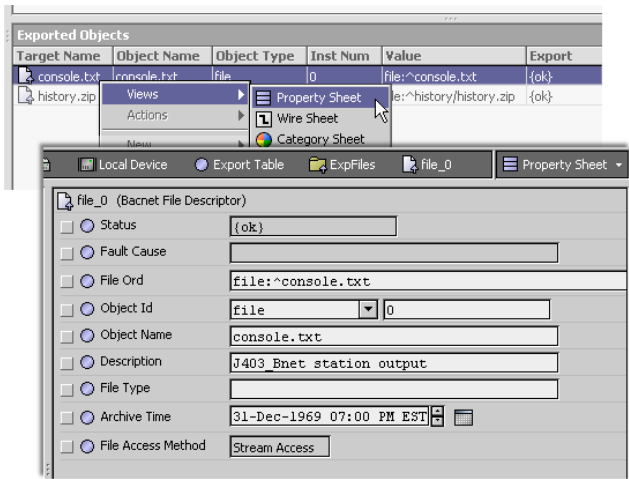 Exported Objects
Target Name Object Name Object Type Inst Num Value Export
console.txt console.txt file 0 file:^console.txt {ok}
history.zip le:^history/history.zip {ok}
Views Property Sheet
Actions Wire Sheet
New Category Sheet
Local Device Export Table ExpFiles file_0 Property Sheet
file_0 (Bacnet File Descriptor)
Status {ok}
Fault Cause
File Ord file:^console.txt
Object Id file 0
Object Name console.txt
Description J403_Bnet station output
File Type
Archive Time 31-Dec-1969 07:00 PM EST
File Access Method Stream Access